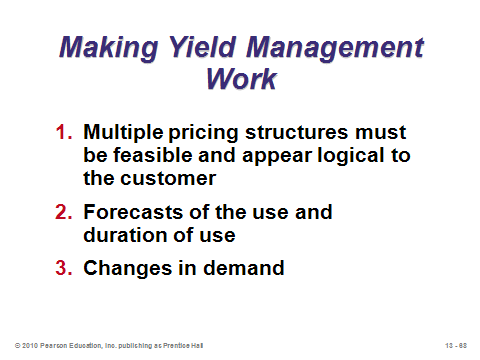 Making Yield Management
Work
1. Multiple pricing structures must
be feasible and appear logical to
the customer
2. Forecasts of the use and
duration of use
3. Changes in demand
© 2010 Pearson Education, Inc. publishing as Prentice Hall
13 - 68